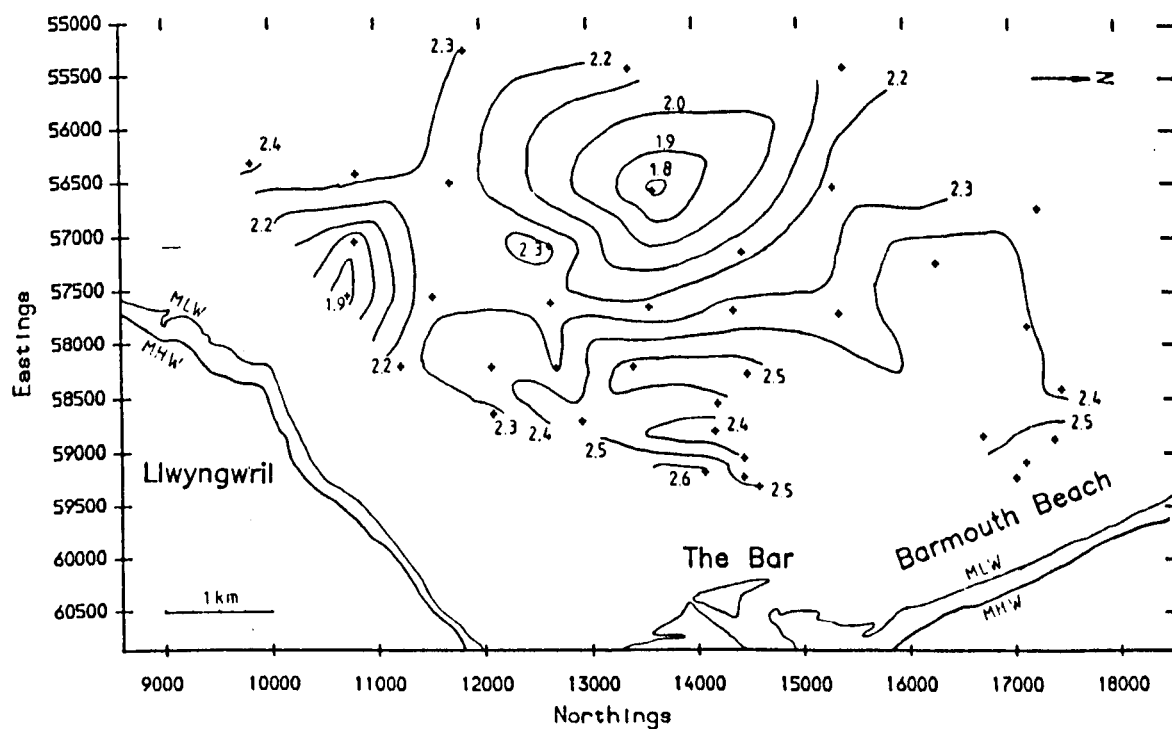 55000
55500
56000
56500
57000
57500
58000
58500
59000
59500
60000
60500
Eastings
2.3
2.2
2.2
N
2.4
2.0
1.9
1.8
2.3
2.2
2.3
1.9
2.2
2.3
2.4
2.5
2.5
2.4
2.6
2.5
2.4
2.5
MLW
MHW
Llwyngwril
1 km
The Bar
Barmouth Beach
MLW
MHW
9000 10000 11000 12000 13000 14000 15000 16000 17000 18000
Northings